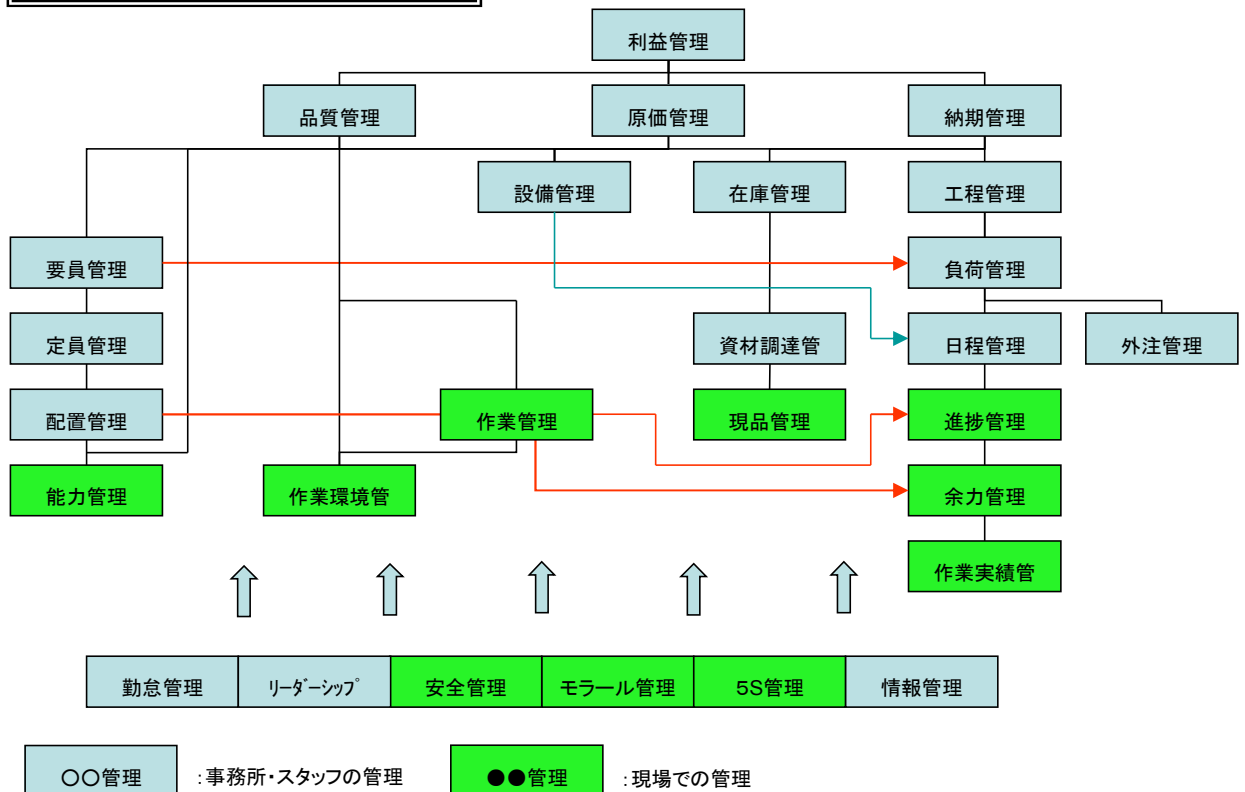 利益管理
品質管理
原価管理
納期管理
設備管理
在庫管理
工程管理
要員管理
負荷管理
定員管理
資材調達管
日程管理
外注管理
配置管理
作業管理
現品管理
進捗管理
能力管理
作業環境管
余力管理
作業実績管
勤怠管理
ﾘｰﾀﾞｰｼｯﾌﾟ
安全管理
モラール管理
5S管理
情報管理
○○管理
:事務所・スタッフの管理
●●管理
:現場での管理